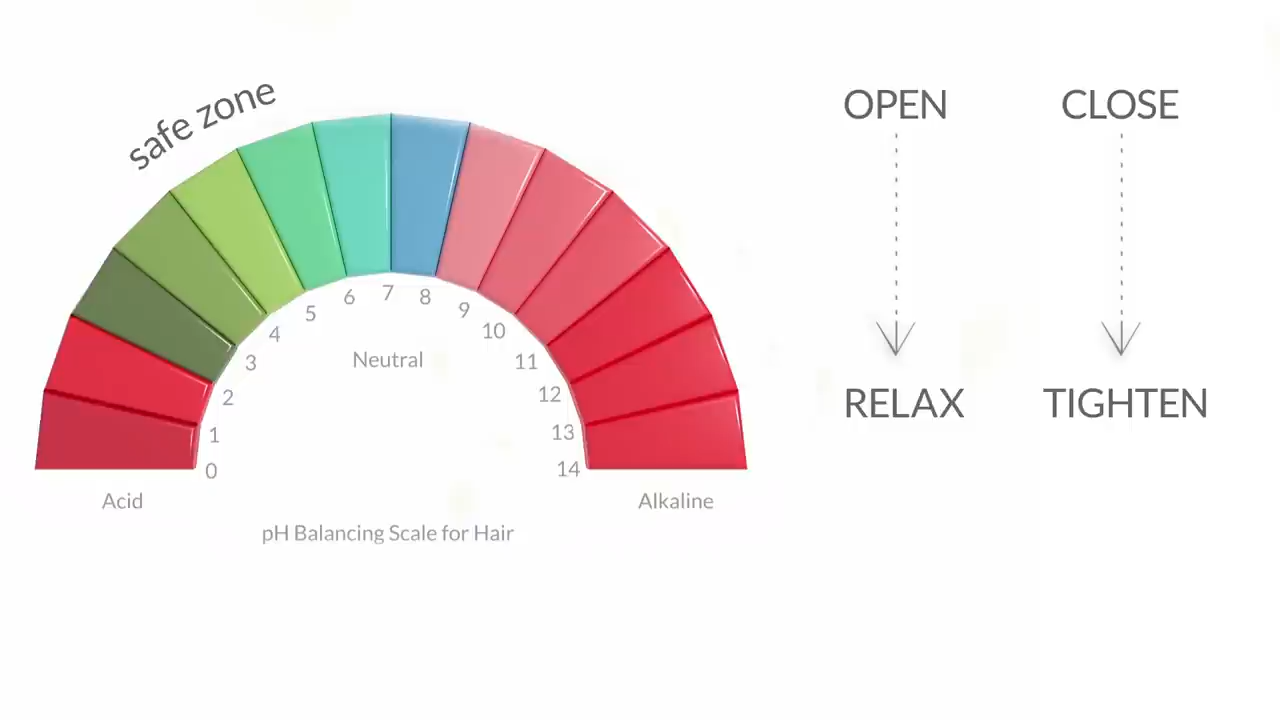 safe zone
OPEN
CLOSE
0
1
2
3
4
5
6
7
8
9
10
11
12
13
14
Neutral
RELAX
TIGHTEN
Acid
Alkaline
pH Balancing Scale for Hair